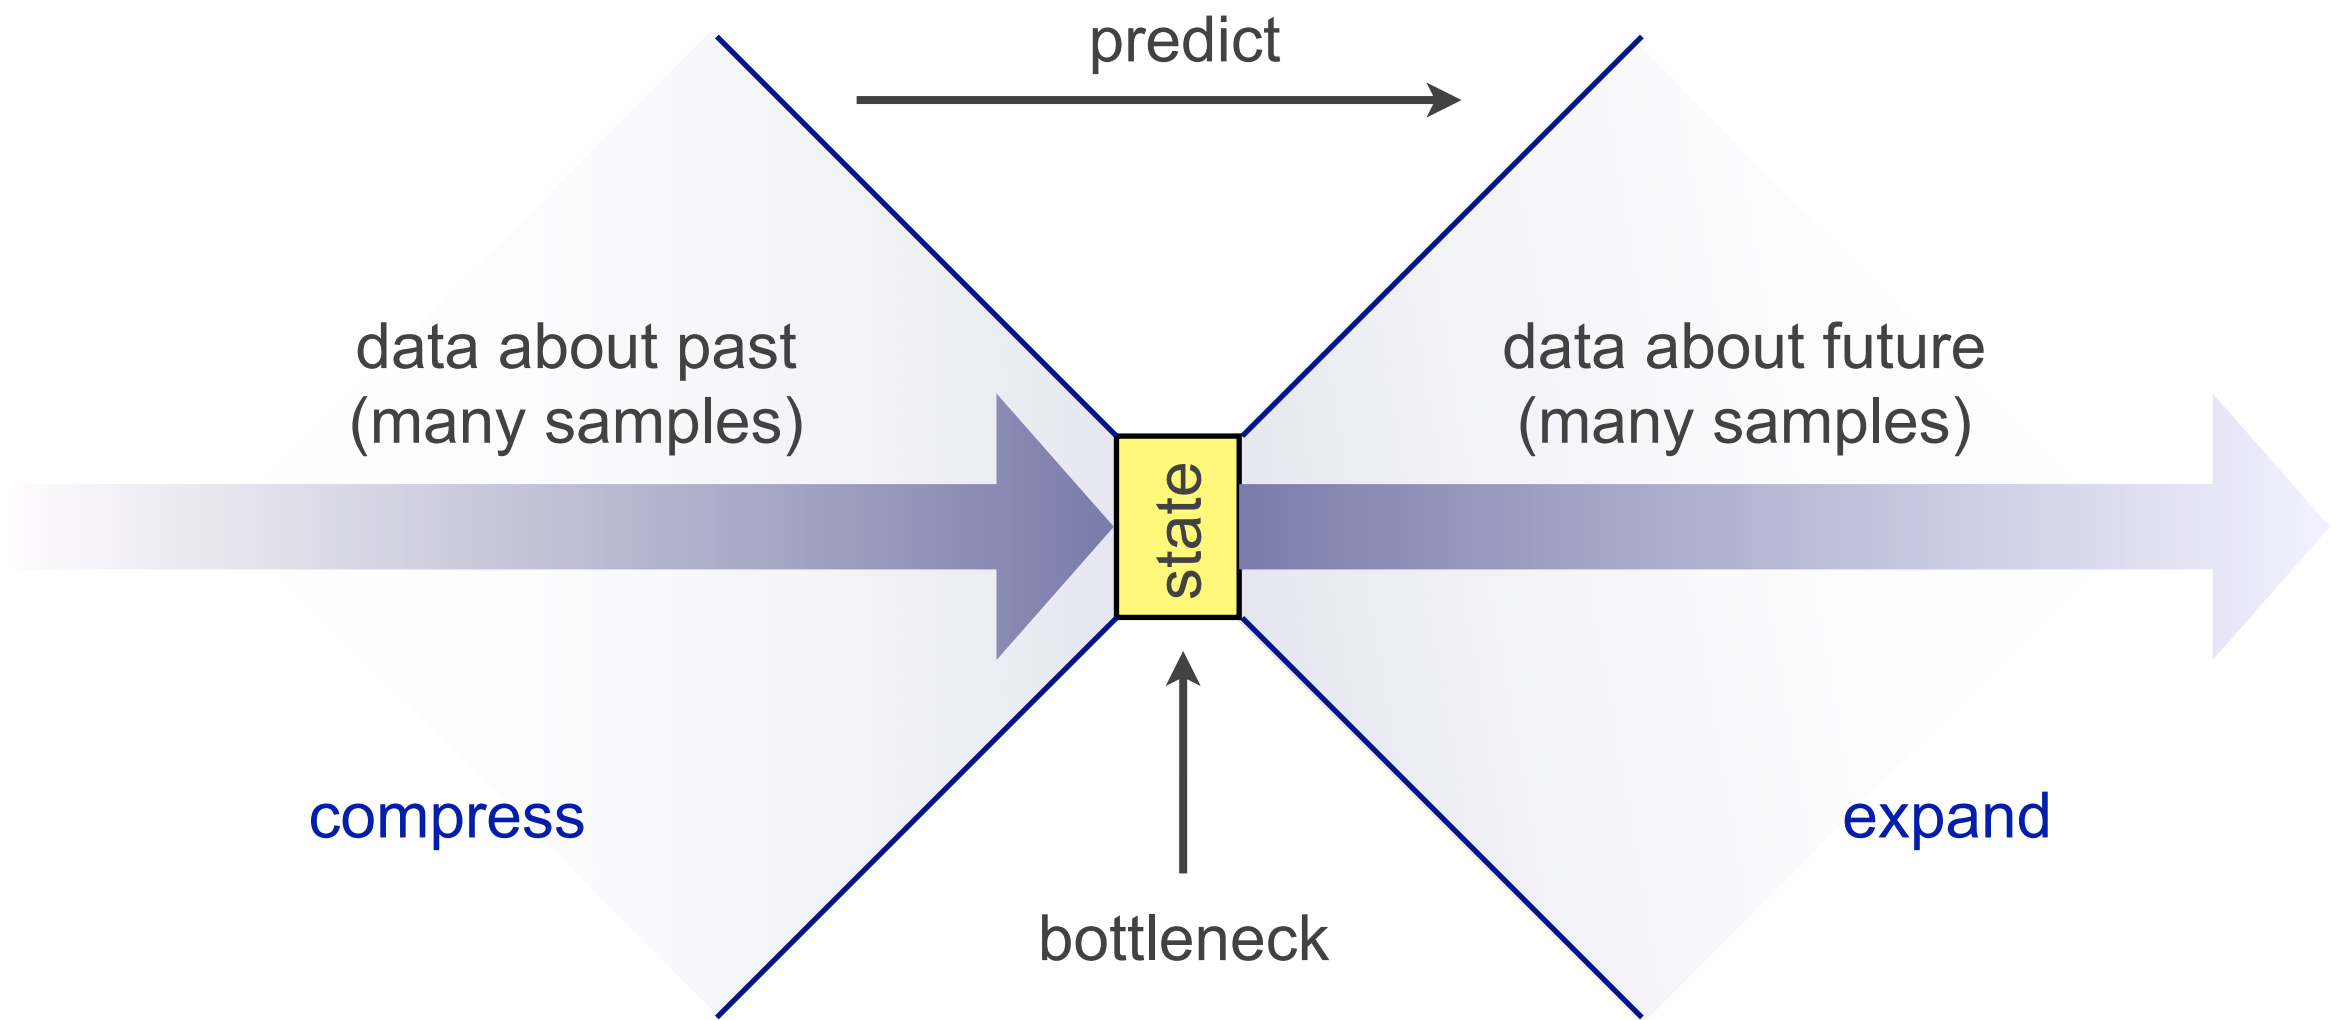 predict
data about past
(many samples)
data about future
(many samples)
state
compress
expand
bottleneck